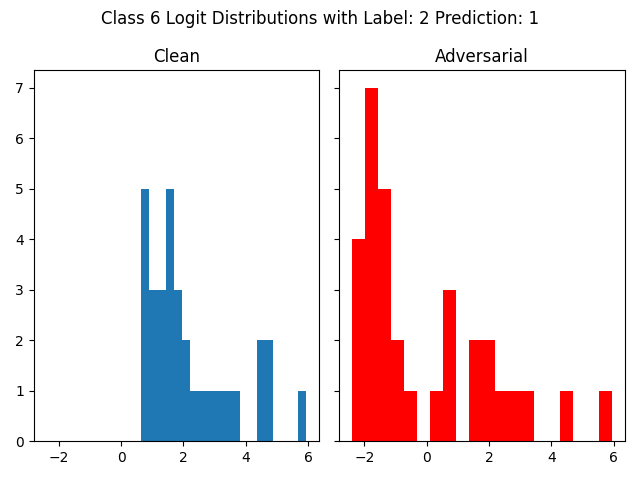 Class 6 Logit Distributions with Label: 2 Prediction: 1
Clean
Adversarial
7
6
5
4
3
2
1
0
−2 0 2 4 6
−2 0 2 4 6